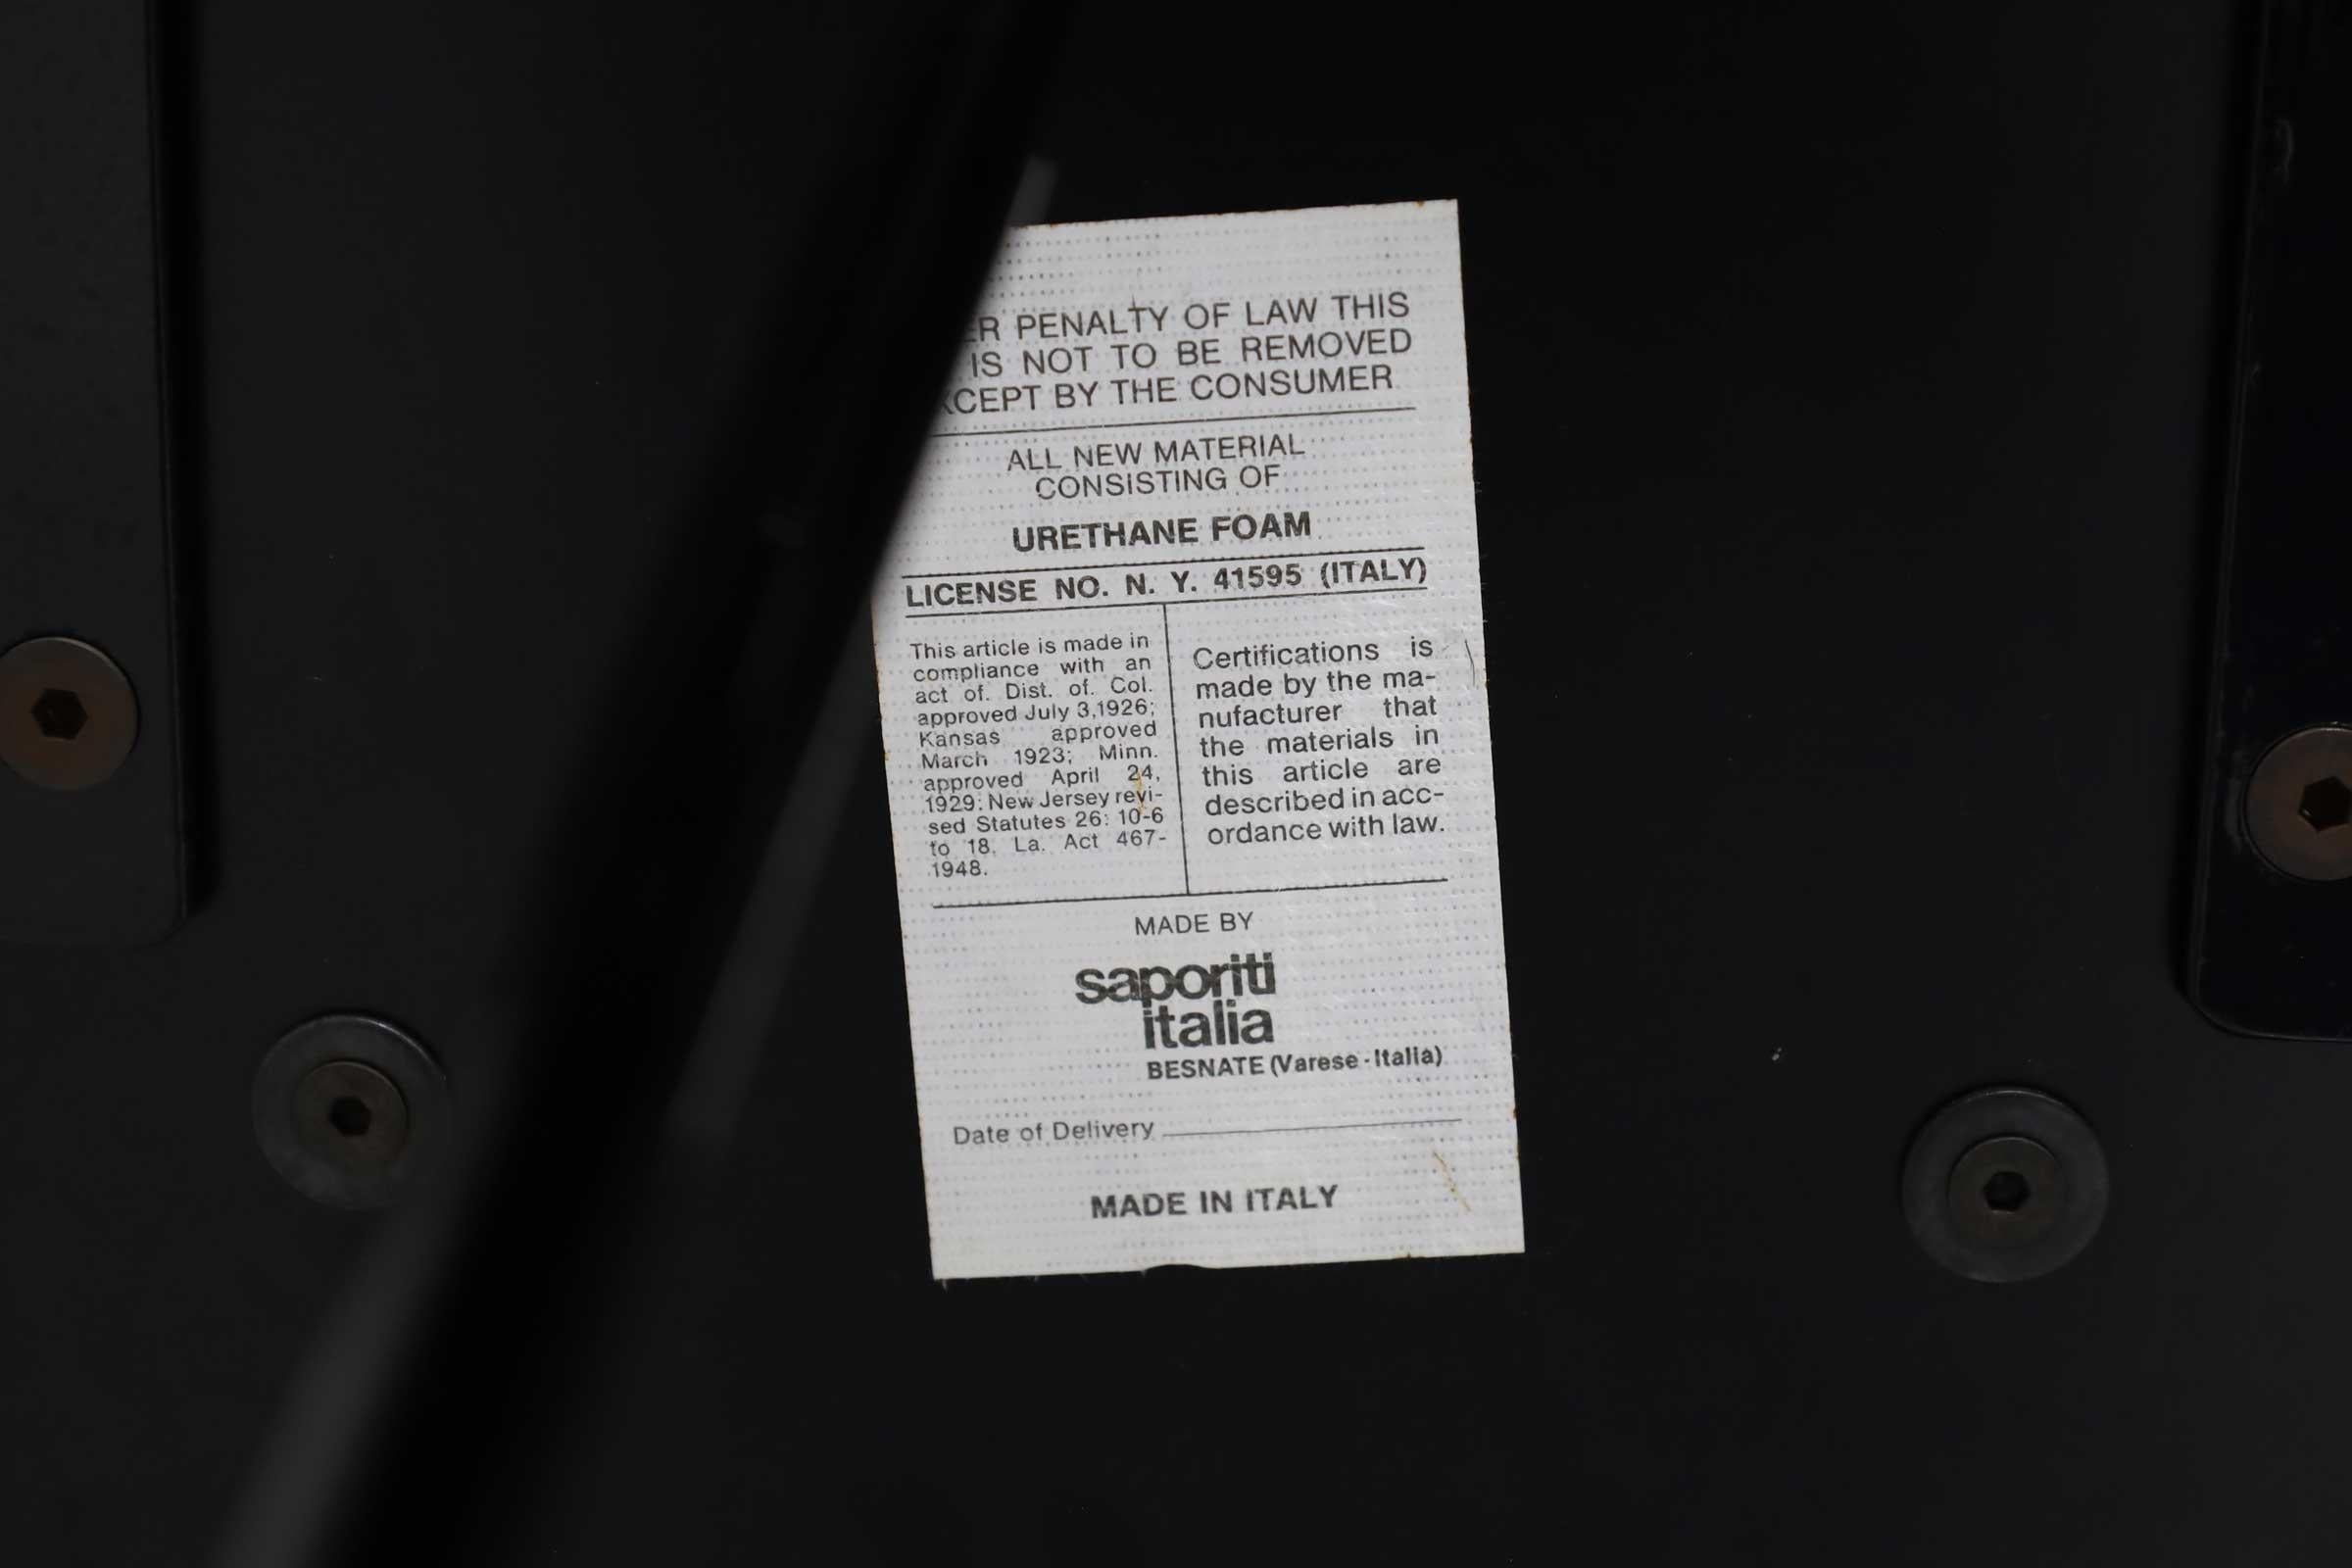 PENALTY OF LAW THIS
IS NOT TO BE REMOVED
BY THE CONSUMER
ALL NEW MATERIAL
CONSISTING OF
URETHANE FOAM
LICENSE NO. N. Y. 41595 (ITALY)
This article is made in
compliance with an
act of. Dist. of. Col.
approved July 3,1926;
Kansas approved
March 1923; Minn.
approved April 24,
1929: New Jersey revi-
sed Statutes 26: 10-6
to 18. La. Act 467-
1948.
Certifications is
made by the ma-
nufacturer that
the materials in
this article are
described in acc-
ordance with law.
MADE BY
saporiti
italia
BESNATE (Varese - Italia)
Date of Delivery
MADE IN ITALY